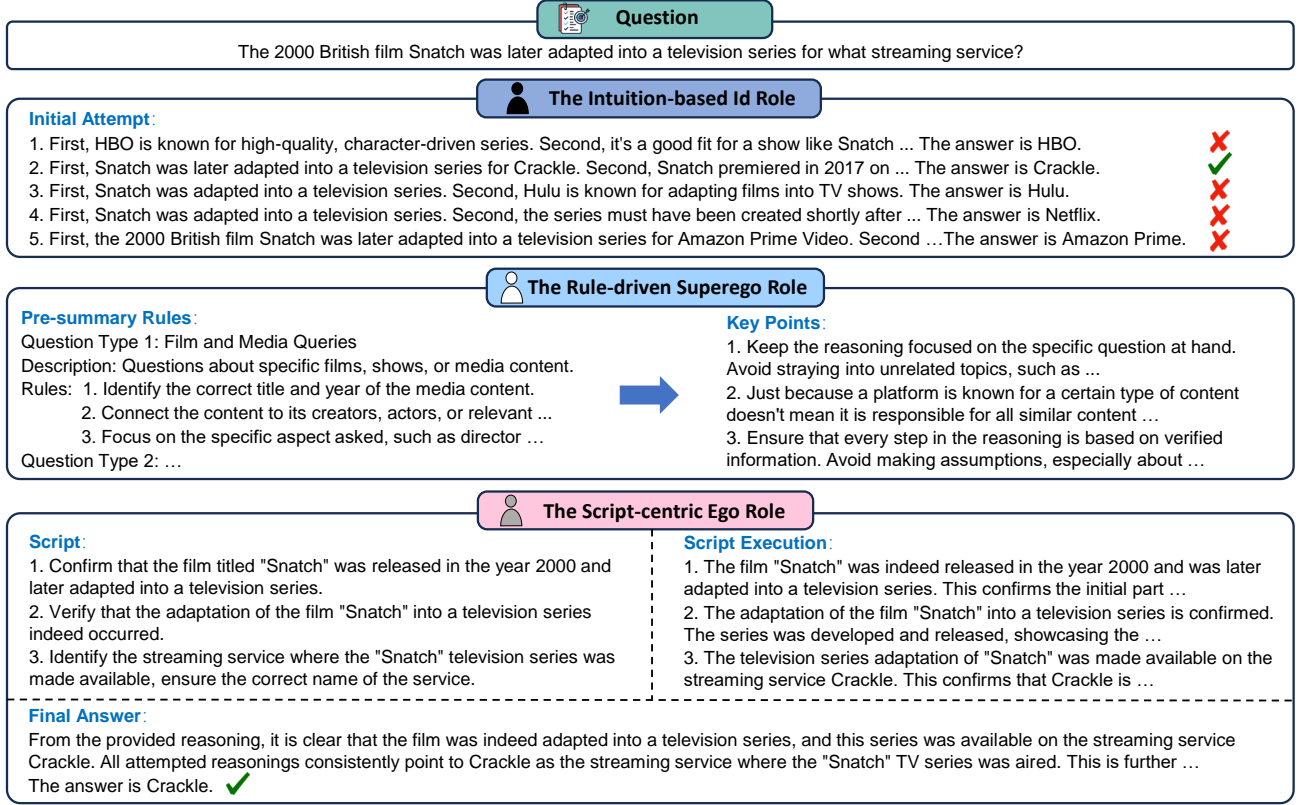 Question
The 2000 British film Snatch was later adapted into a television series for what streaming service?
The Intuition-based Id Role
Initial Attempt:
1. First, HBO is known for high-quality, character-driven series. Second, it's a good fit for a show like Snatch ... The answer is HBO.
2. First, Snatch was later adapted into a television series for Crackle. Second, Snatch premiered in 2017 on ... The answer is Crackle.
3. First, Snatch was adapted into a television series. Second, Hulu is known for adapting films into TV shows. The answer is Hulu.
4. First, Snatch was adapted into a television series. Second, the series must have been created shortly after ... The answer is Netflix.
5. First, the 2000 British film Snatch was later adapted into a television series for Amazon Prime Video. Second …The answer is Amazon Prime.
The Rule-driven Superego Role
Pre-summary Rules:
Question Type 1: Film and Media Queries
Description: Questions about specific films, shows, or media content.
Rules: 1. Identify the correct title and year of the media content.
2. Connect the content to its creators, actors, or relevant ...
3. Focus on the specific aspect asked, such as director …
Question Type 2: …
Key Points:
1. Keep the reasoning focused on the specific question at hand.
Avoid straying into unrelated topics, such as ...
2. Just because a platform is known for a certain type of content
doesn't mean it is responsible for all similar content …
3. Ensure that every step in the reasoning is based on verified
information. Avoid making assumptions, especially about …
The Script-centric Ego Role
Script:
1. Confirm that the film titled "Snatch" was released in the year 2000 and
later adapted into a television series.
2. Verify that the adaptation of the film "Snatch" into a television series
indeed occurred.
3. Identify the streaming service where the "Snatch" television series was
made available, ensure the correct name of the service.
Script Execution:
1. The film "Snatch" was indeed released in the year 2000 and was later
adapted into a television series. This confirms the initial part …
2. The adaptation of the film "Snatch" into a television series is confirmed.
The series was developed and released, showcasing the …
3. The television series adaptation of "Snatch" was made available on the
streaming service Crackle. This confirms that Crackle is …
Final Answer:
From the provided reasoning, it is clear that the film was indeed adapted into a television series, and this series was available on the streaming service
Crackle. All attempted reasonings consistently point to Crackle as the streaming service where the "Snatch" TV series was aired. This is further …
The answer is Crackle.